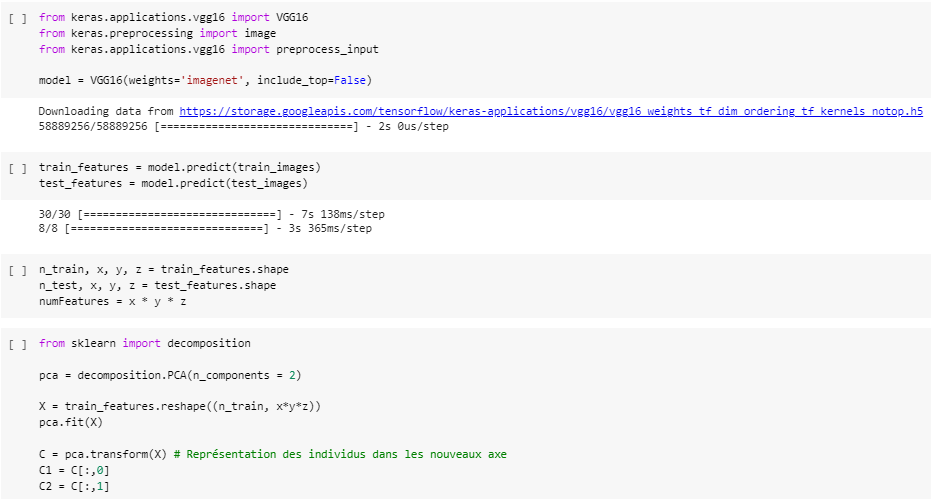 [ ] from keras.applications.vgg16 import VGG16
from keras.preprocessing import image
from keras.applications.vgg16 import preprocess_input
model = VGG16(weights='imagenet', include_top=False)
Downloading data from https://storage.googleapis.com/tensorflow/keras-applications/vgg16/vgg16_weights_tf_dim_ordering_tf_kernels_notop.h5
58889256/58889256 [==============================] - 2s 0us/step
[ ] train_features = model.predict(train_images)
test_features = model.predict(test_images)
30/30 [==============================] - 7s 138ms/step
8/8 [==============================] - 3s 365ms/step
[ ] n_train, x, y, z = train_features.shape
n_test, x, y, z = test_features.shape
numFeatures = x * y * z
[ ] from sklearn import decomposition
pca = decomposition.PCA(n_components = 2)
X = train_features.reshape((n_train, x*y*z))
pca.fit(X)
C = pca.transform(X) # Représentation des individus dans les nouveaux axe
C1 = C[:,0]
C2 = C[:,1]